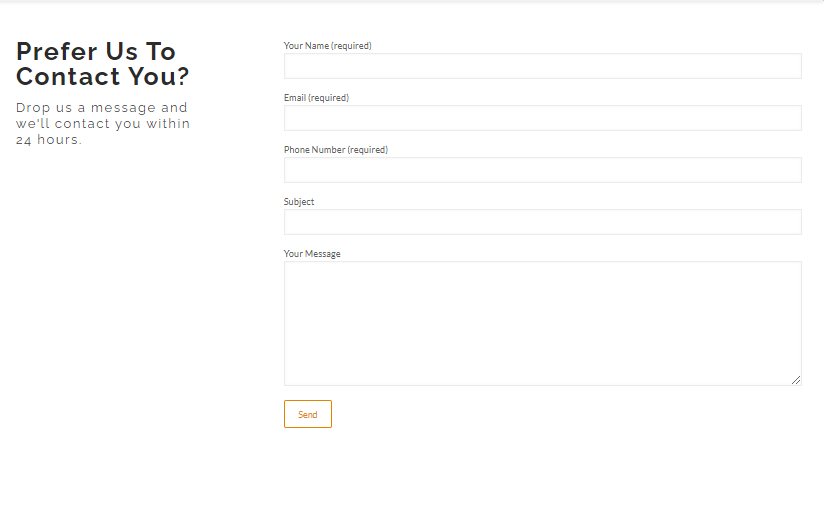 Prefer Us To
Contact You?
Drop us a message and
we'll contact you within
24 hours.
Your Name (required)
Email (required)
Phone Number (required)
Subject
Your Message
Send